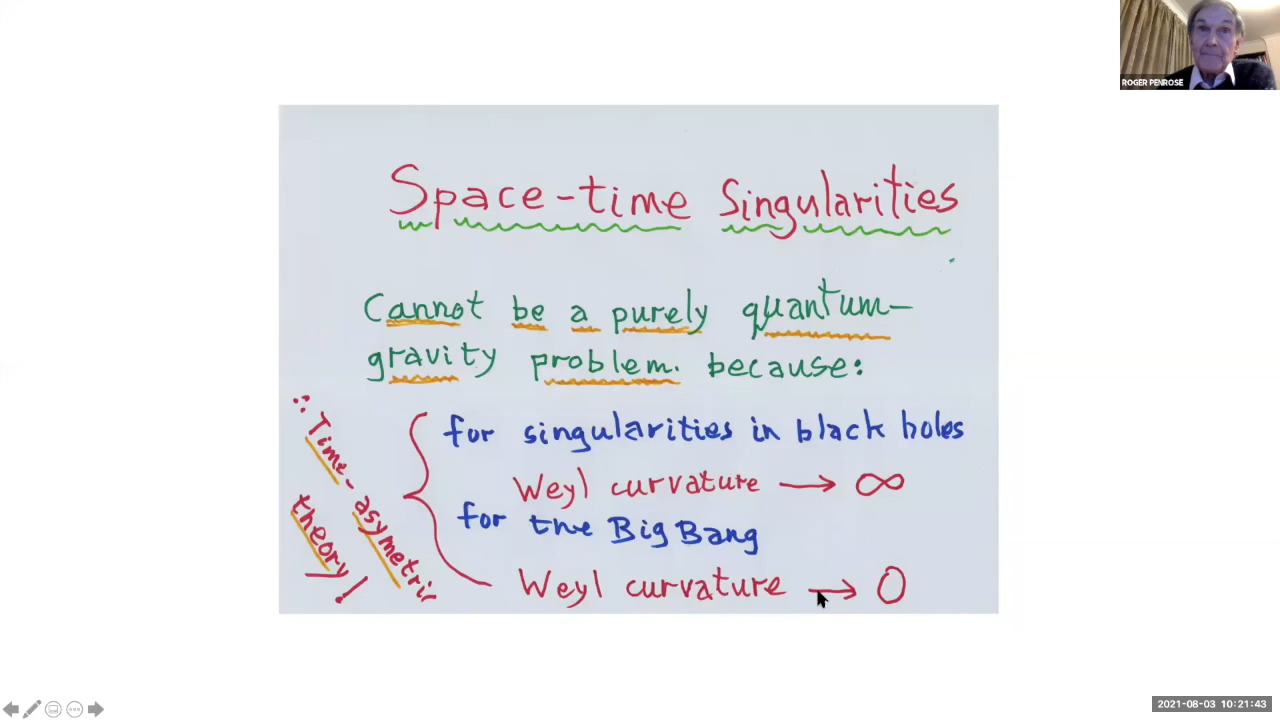 ROGER PENROSE
Space-time Singularities
Cannot be a purely quantum-
gravity problem. because:
for singularities in black holes
Weyl curvature → ∞
for the Big Bang
Weyl curvature → 0
∴ Time-asymetric
theory!
2021-08-03 10:21:43